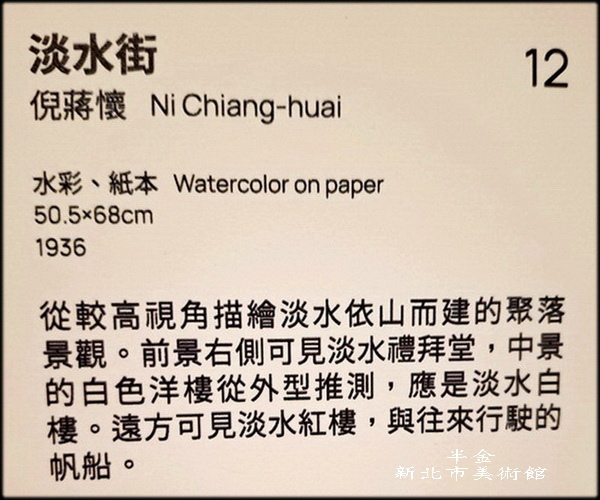 淡水街
12
倪蔣懷 Ni Chiang-huai
水彩、紙本 Watercolor on paper
50.5×68cm
1936
從較高視角描繪淡水依山而建的聚落
景觀。前景右側可見淡水禮拜堂，中景
的白色洋樓從外型推測，應是淡水白
樓。遠方可見淡水紅樓，與往來行駛的
帆船。
半金
新北市美術館